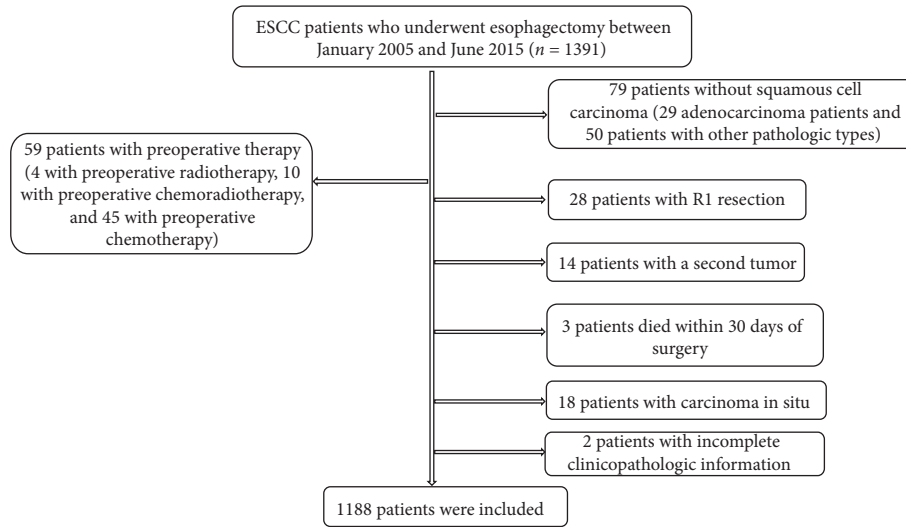 ESCC patients who underwent esophagectomy between
January 2005 and June 2015 (n = 1391)
79 patients without squamous cell
carcinoma (29 adenocarcinoma patients and
50 patients with other pathologic types)
59 patients with preoperative therapy
(4 with preoperative radiotherapy, 10
with preoperative chemoradiotherapy,
and 45 with preoperative
chemotherapy)
28 patients with R1 resection
14 patients with a second tumor
3 patients died within 30 days of
surgery
18 patients with carcinoma in situ
2 patients with incomplete
clinicopathologic information
1188 patients were included